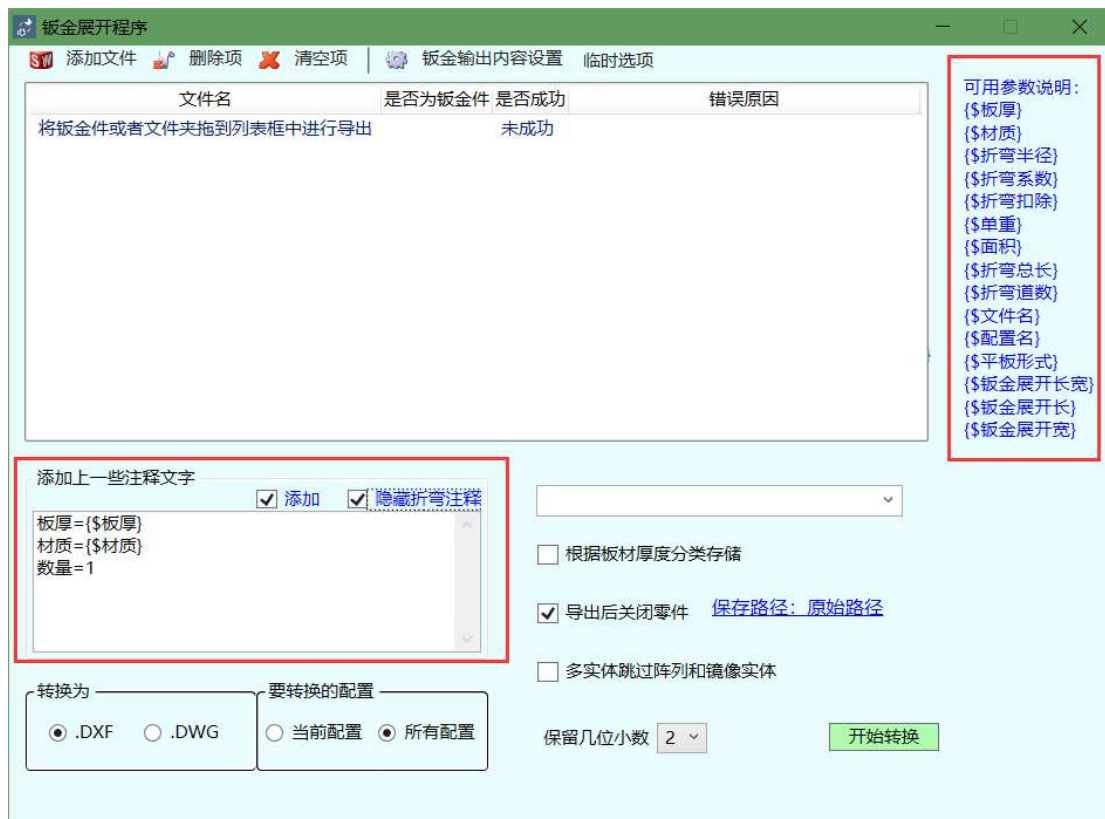 钣金展开程序
添加文件 删除项 清空项 钣金输出内容设置 临时选项
文件名 是否为钣金件 是否成功 错误原因
将钣金件或者文件夹拖到列表框中进行导出 未成功
可用参数说明：
{$板厚}
{$材质}
{$折弯半径}
{$折弯系数}
{$折弯扣除}
{$单重}
{$面积}
{$折弯总长}
{$折弯道数}
{$文件名}
{$配置名}
{$平板形式}
{$钣金展开长宽}
{$钣金展开长}
{$钣金展开宽}
添加上一些注释文字
添加 隐藏折弯注释
板厚={$板厚}
材质={$材质}
数量=1
根据板材厚度分类存储
导出后关闭零件 保存路径：原始路径
多实体跳过阵列和镜像实体
转换为 要转换的配置
.DXF .DWG 当前配置 所有配置
保留几位小数 2 开始转换